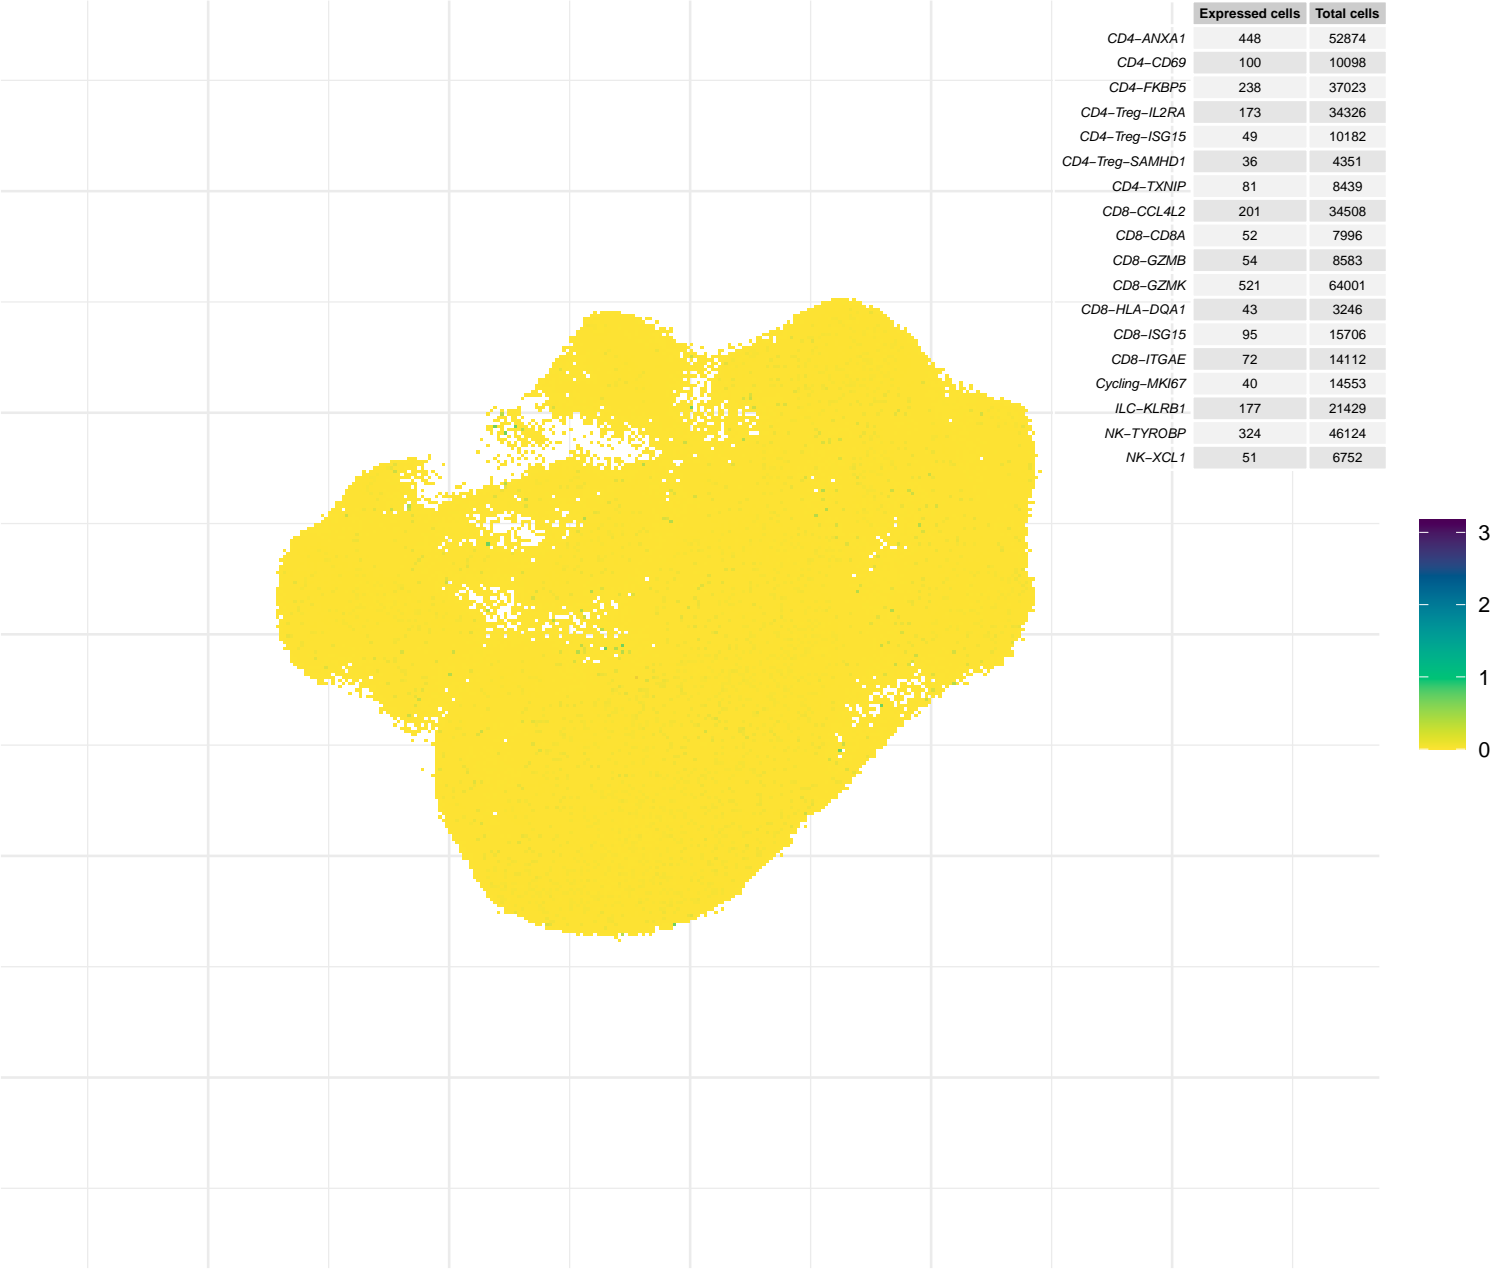 Expressed cells Total cells
CD4−ANXA1 448 52874
CD4−CD69 100 10098
CD4−FKBP5 238 37023
CD4−Treg−IL2RA 173 34326
CD4−Treg−ISG15 49 10182
CD4−Treg−SAMHD1 36 4351
CD4−TXNIP 81 8439
CD8−CCL4L2 201 34508
CD8−CD8A 52 7996
CD8−GZMB 54 8583
CD8−GZMK 521 64001
CD8−HLA−DQA1 43 3246
CD8−ISG15 95 15706
CD8−ITGAE 72 14112
Cycling−MKI67 40 14553
ILC−KLRB1 177 21429
NK−TYROBP 324 46124
NK−XCL1 51 6752
3
2
1
0